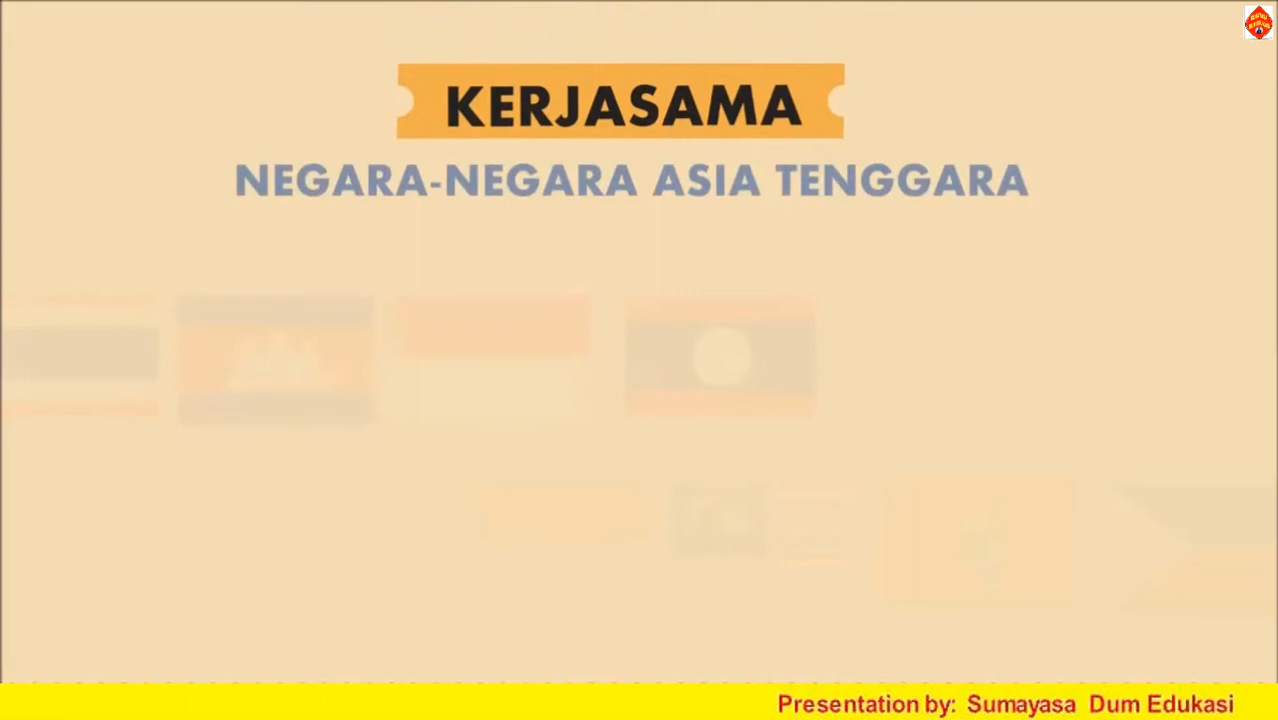 KERJASAMA
NEGARA-NEGARA ASIA TENGGARA
Presentation by: Sumayasa Dum Edukasi